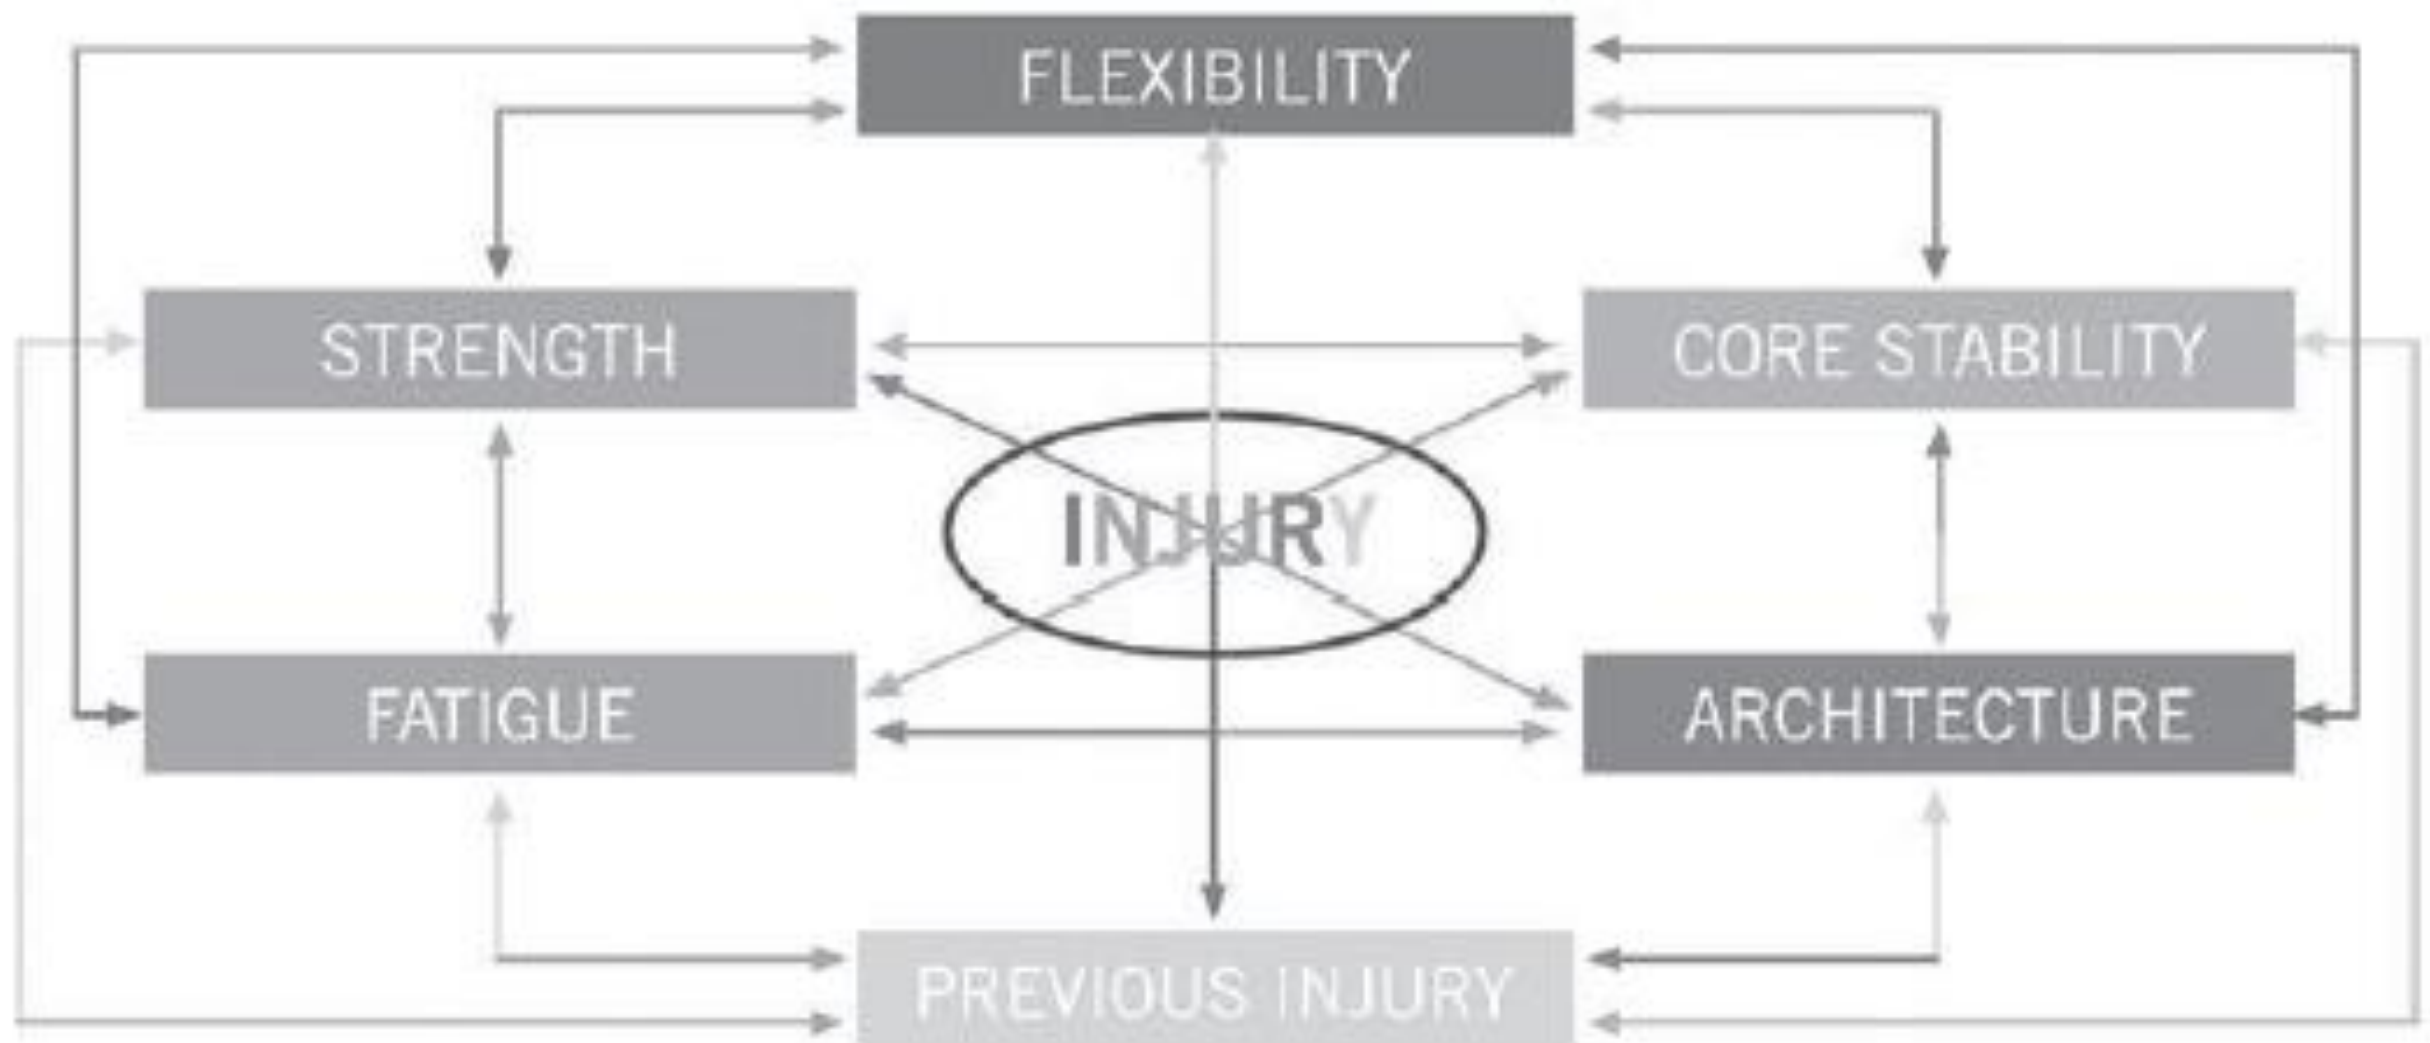 FLEXIBILITY
STRENGTH
CORE STABILITY
INJURY
FATIGUE
ARCHITECTURE
PREVIOUS INJURY